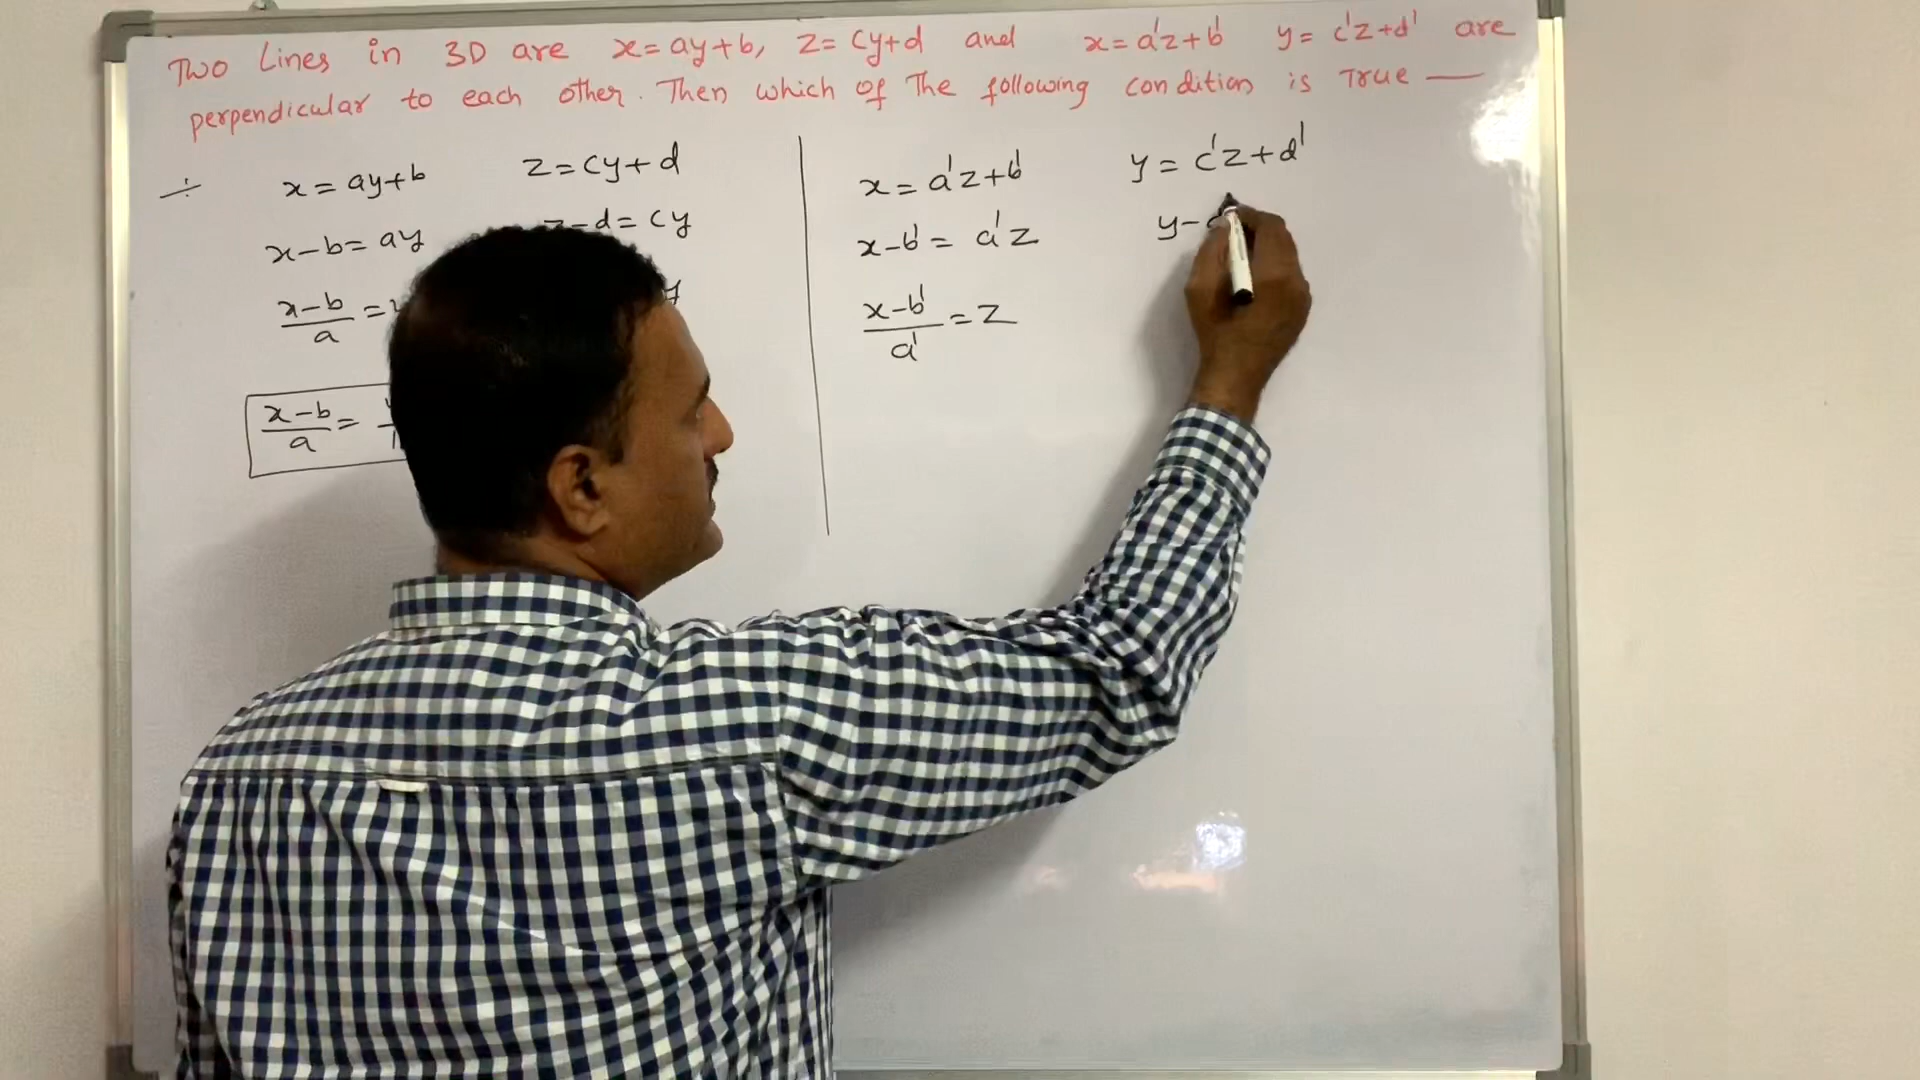 Two Lines in 3D are x = ay+b, z = cy+d and x = a'z+b' y = c'z+d' are
perpendicular to each other. Then which of The following condition is True —
÷ x = ay+b z = cy+d
x-b = ay z-d = cy
(x-b)/a =
(x-b)/a =
x = a'z+b' y = c'z+d'
x-b' = a'z y-
(x-b')/a' = z